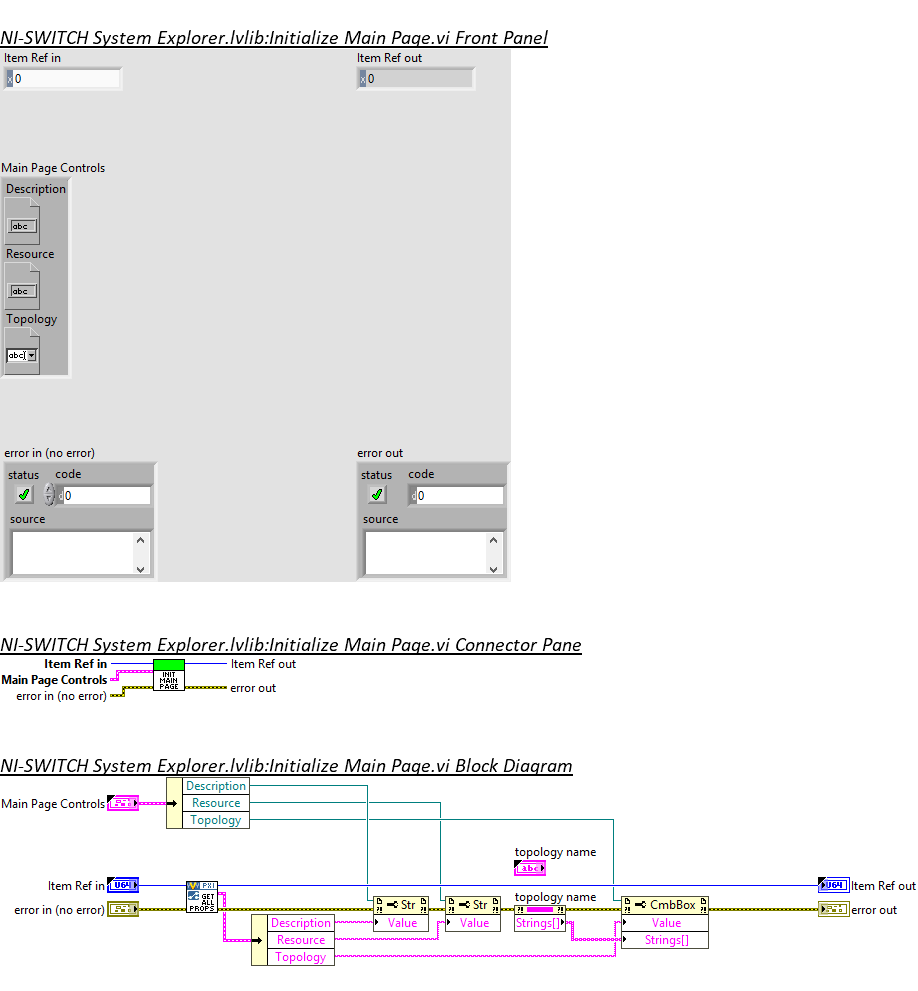 NI-SWITCH System Explorer.lvlib:Initialize Main Page.vi Front Panel
Item Ref in
Item Ref out
x 0
x 0
Main Page Controls
Description
abc
Resource
abc
Topology
abc
error in (no error)
error out
status code
status code
d 0
d 0
source
source
NI-SWITCH System Explorer.lvlib:Initialize Main Page.vi Connector Pane
Item Ref in
Item Ref out
Main Page Controls
INIT
MAIN
PAGE
error in (no error)
error out
NI-SWITCH System Explorer.lvlib:Initialize Main Page.vi Block Diagram
Description
Main Page Controls
Resource
Topology
topology name
abc
Item Ref in
U64
PXI
GET
ALL
PROPS
U64
Item Ref out
topology name
error in (no error)
?! Str ?!
?! Str ?!
?! ?!
?! CmbBox ?!
error out
Description
Value
Value
Strings[]
Value
Resource
Strings[]
Topology